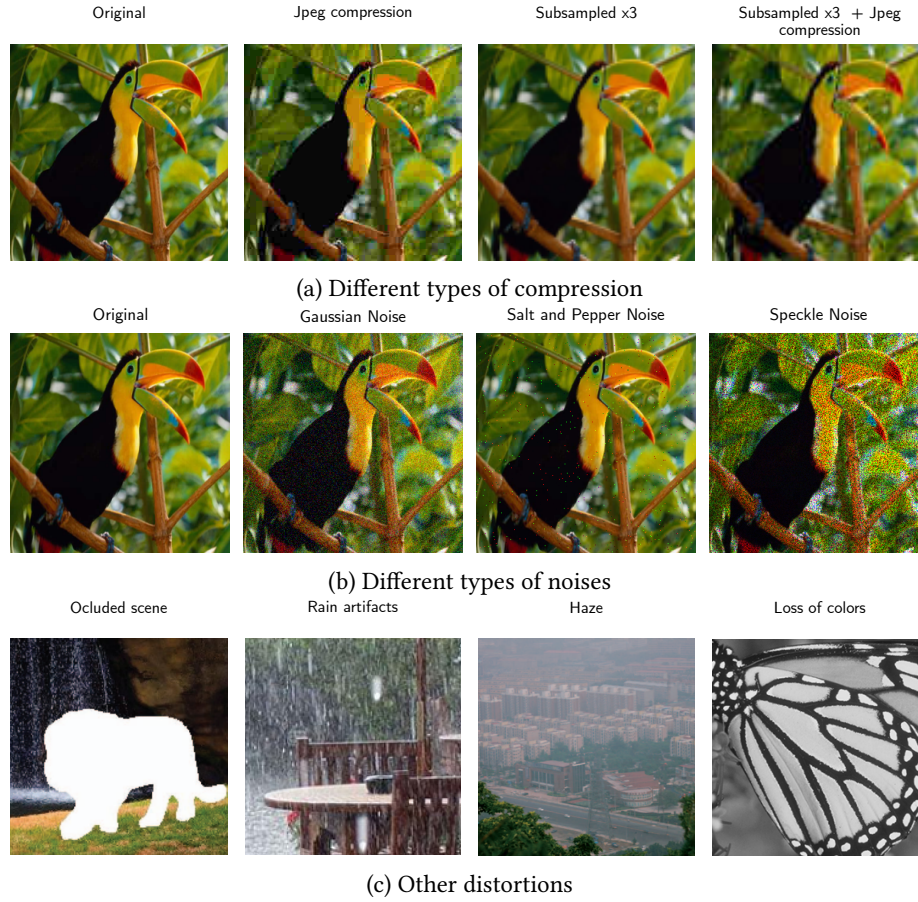 Original
Jpeg compression
Subsampled x3
Subsampled x3 + Jpeg
compression
(a) Different types of compression
Original
Gaussian Noise
Salt and Pepper Noise
Speckle Noise
(b) Different types of noises
Ocluded scene
Rain artifacts
Haze
Loss of colors
(c) Other distortions